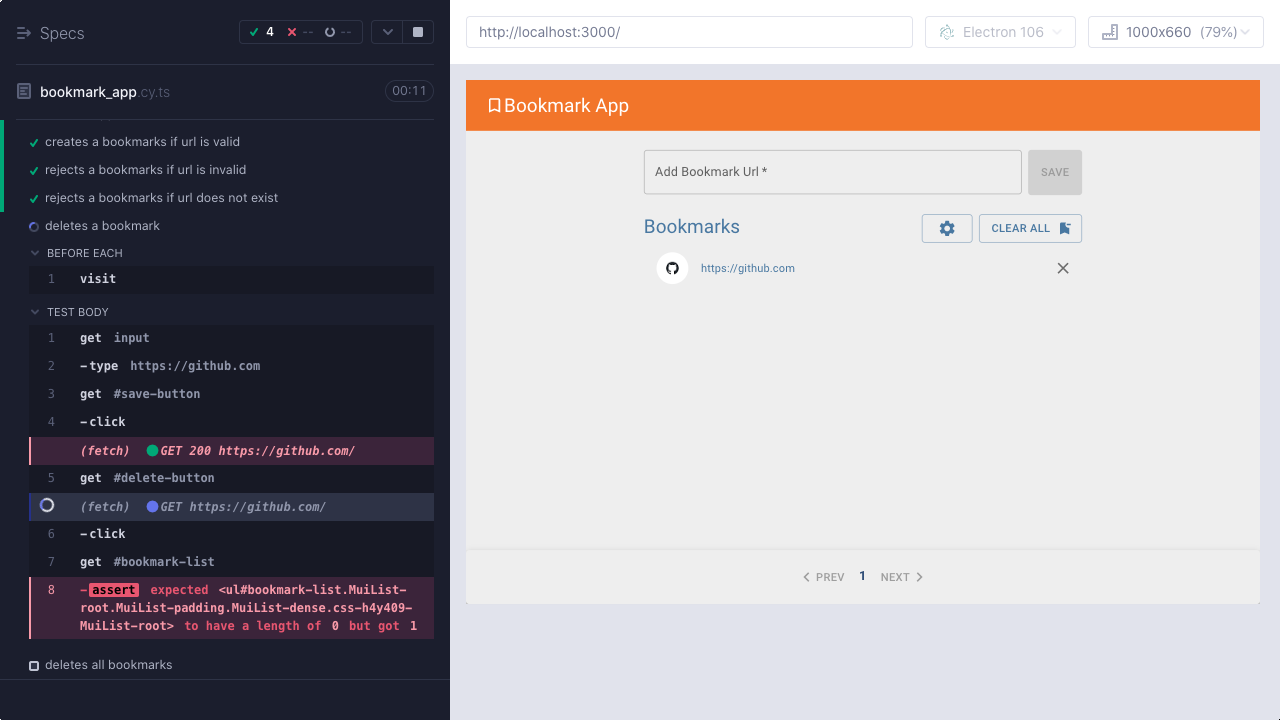 Specs
4 -- --
bookmark_app.cy.ts 00:11
creates a bookmarks if url is valid
rejects a bookmarks if url is invalid
rejects a bookmarks if url does not exist
deletes a bookmark
BEFORE EACH
1 visit
TEST BODY
1 get input
2 -type https://github.com
3 get #save-button
4 -click
(fetch) GET 200 https://github.com/
5 get #delete-button
(fetch) GET https://github.com/
6 -click
7 get #bookmark-list
8 -assert expected <ul#bookmark-list.MuiList-
root.MuiList-padding.MuiList-dense.css-h4y409-
MuiList-root> to have a length of 0 but got 1
deletes all bookmarks
http://localhost:3000/
Electron 106
1000x660 (79%)
Bookmark App
Add Bookmark Url *
SAVE
Bookmarks
CLEAR ALL
https://github.com
PREV 1 NEXT